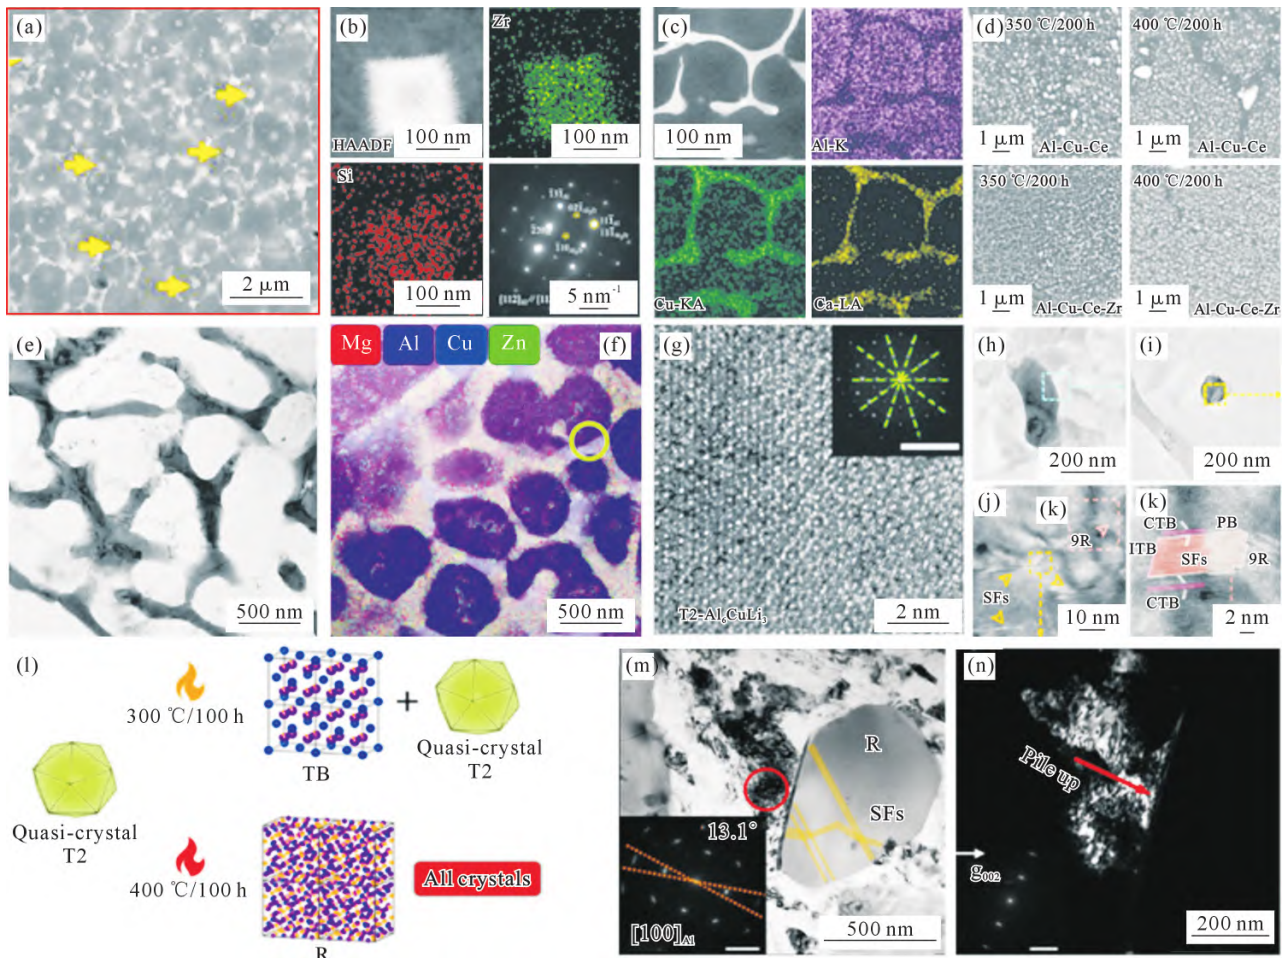 (a)
2 μm
(b)
HAADF
100 nm
Zr
100 nm
Si
100 nm
5 nm⁻¹
(c)
100 nm
Al-K
Cu-KA
Ca-LA
(d)
350 ℃/200 h
1 μm
Al-Cu-Ce
400 ℃/200 h
1 μm
Al-Cu-Ce
350 ℃/200 h
1 μm
Al-Cu-Ce-Zr
400 ℃/200 h
1 μm
Al-Cu-Ce-Zr
(e)
500 nm
Mg Al Cu Zn
(f)
500 nm
(g)
T2-Al₆CuLi₃
2 nm
(h)
200 nm
(i)
200 nm
(j)
(k)
9R
SFs
10 nm
(k)
CTB
PB
ITB
SFs
9R
CTB
2 nm
(l)
300 ℃/100 h
TB
+
Quasi-crystal
T2
Quasi-crystal
T2
400 ℃/100 h
R
All crystals
(m)
R
SFs
13.1°
[100]Al
500 nm
(n)
Pile up
g₀₀₂
200 nm